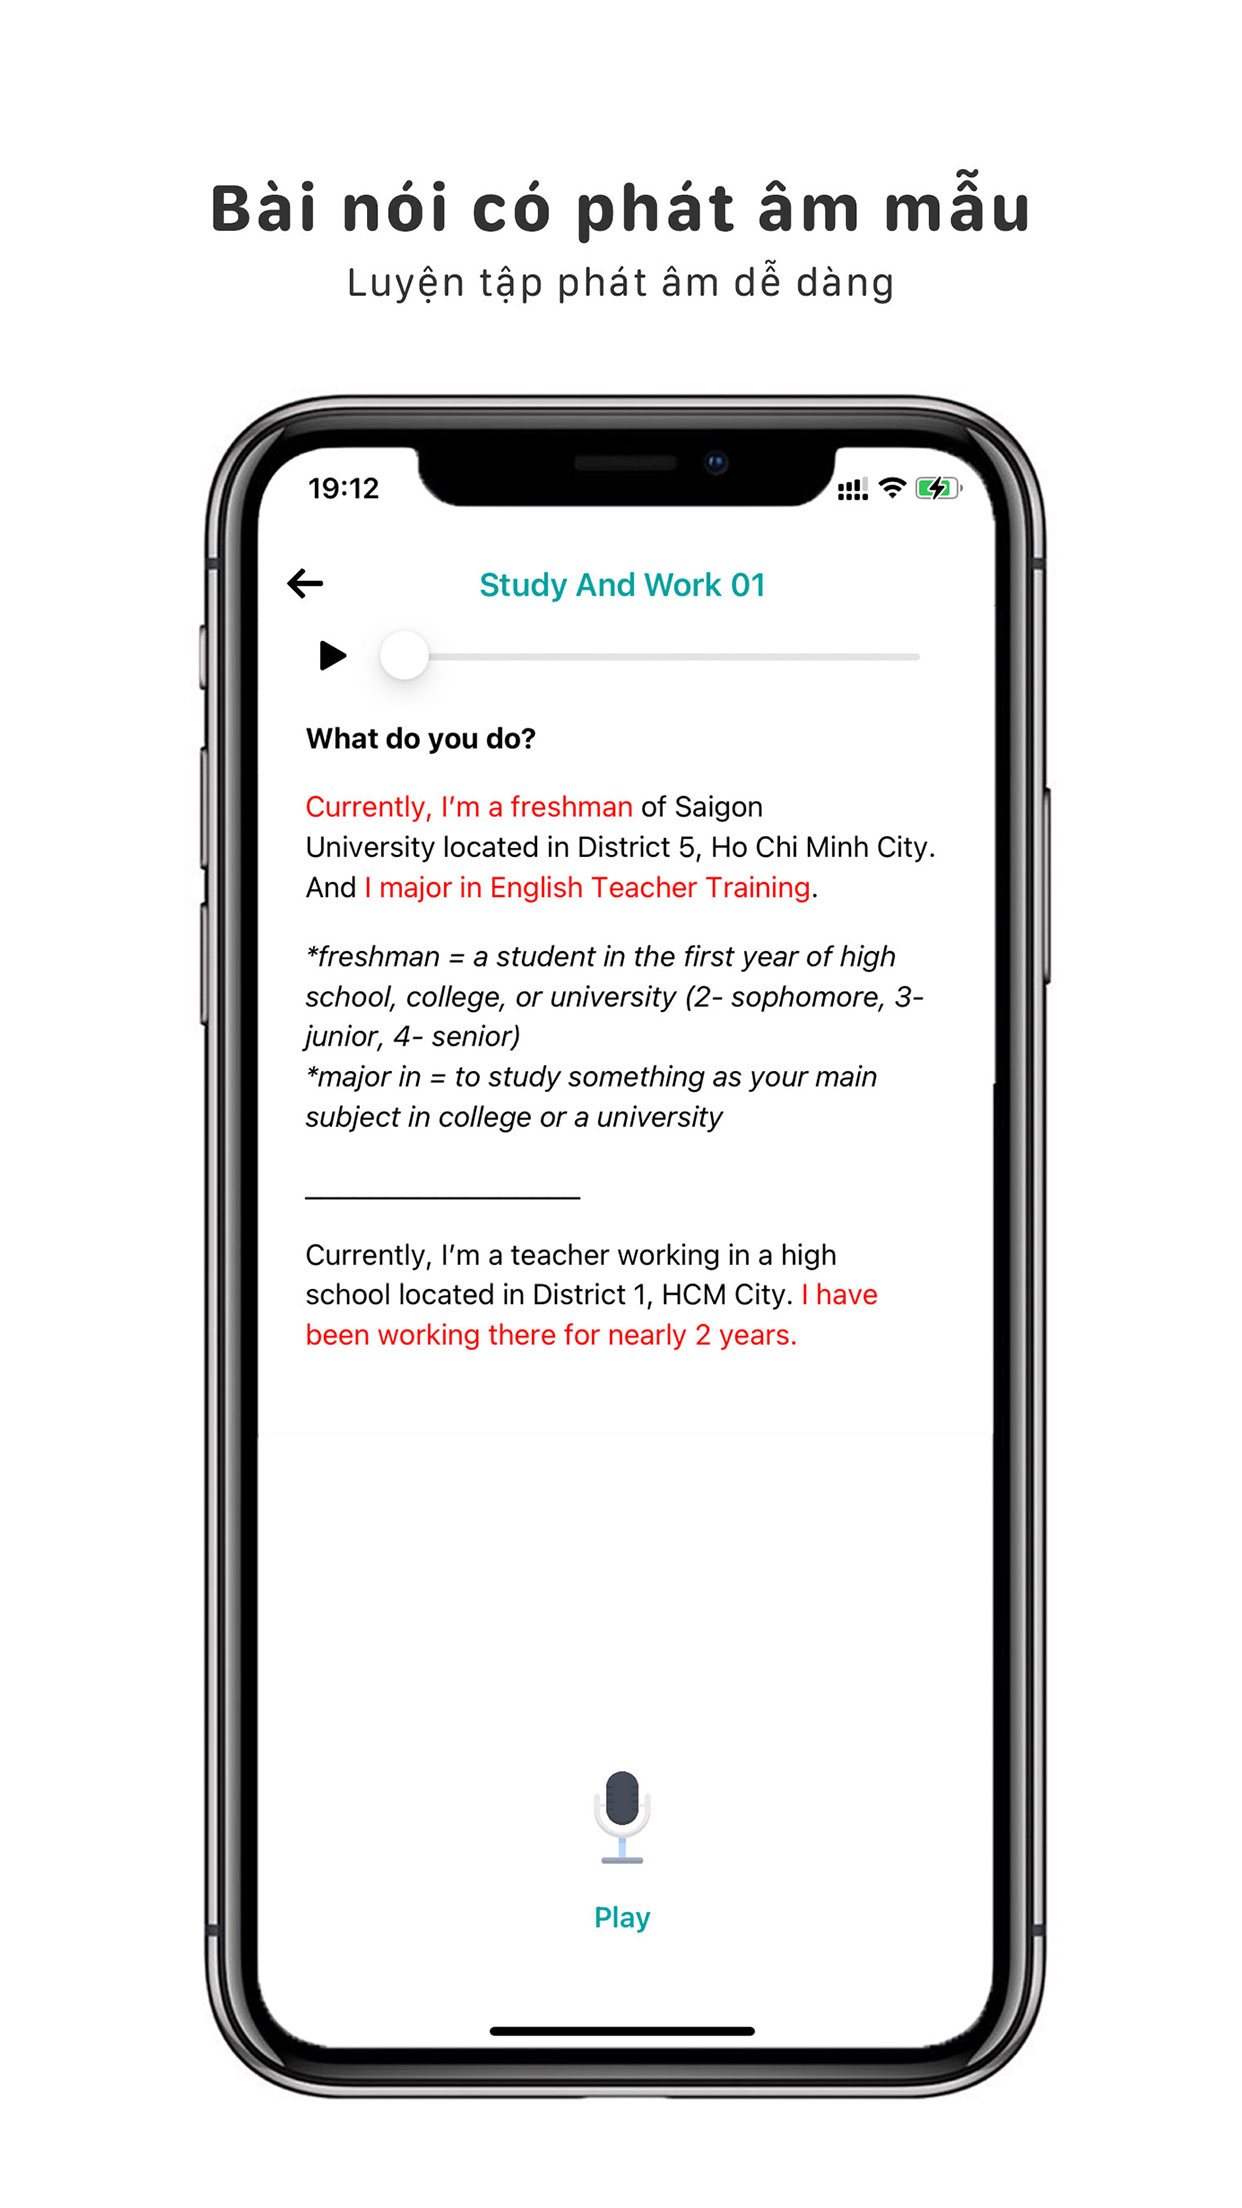 Bài nói có phát âm mẫu
Luyện tập phát âm dễ dàng
19:12
Study And Work 01
What do you do?
Currently, I'm a freshman of Saigon
University located in District 5, Ho Chi Minh City.
And I major in English Teacher Training.
*freshman = a student in the first year of high
school, college, or university (2- sophomore, 3-
junior, 4- senior)
*major in = to study something as your main
subject in college or a university
___________________
Currently, I'm a teacher working in a high
school located in District 1, HCM City. I have
been working there for nearly 2 years.
Play